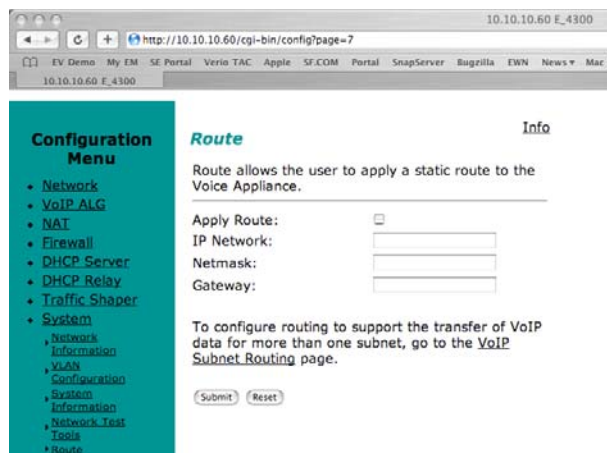 10.10.10.60 E_4300
http://10.10.10.60/cgi-bin/config?page=7
EV Demo My EM SE Portal Verio TAC Apple SF.COM Portal SnapServer Bugzilla EWN News Mac
10.10.10.60 E_4300
Configuration
Menu
Network
VoIP ALG
NAT
Firewall
DHCP Server
DHCP Relay
Traffic Shaper
System
Network
Information
VLAN
Configuration
System
Information
Network Test
Tools
Route
Info
Route
Route allows the user to apply a static route to the
Voice Appliance.
Apply Route:
IP Network:
Netmask:
Gateway:
To configure routing to support the transfer of VoIP
data for more than one subnet, go to the VoIP
Subnet Routing page.
Submit Reset